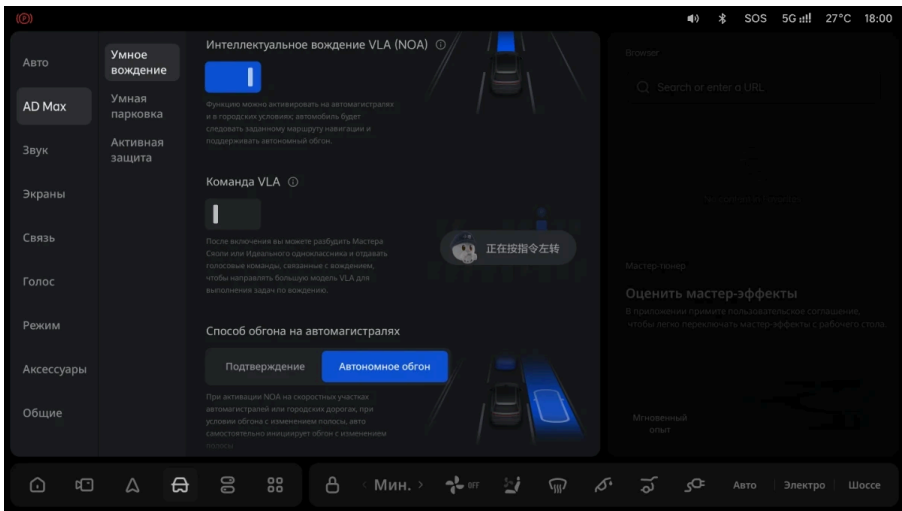 (P)
SOS 5G 27°C 18:00
Авто
AD Max
Звук
Экраны
Связь
Голос
Режим
Аксессуары
Общие
Умное
вождение
Умная
парковка
Активная
защита
Интеллектуальное вождение VLA (NOA)
Функцию можно активировать на автомагистралях
и в городских условиях; автомобиль будет
следовать заданному маршруту навигации и
поддерживать автономный обгон.
Команда VLA
После включения вы можете разбудить Мастера
Сяоли или Идеального одноклассника и отдавать
голосовые команды, связанные с вождением,
чтобы направлять большую модель VLA для
выполнения задач по вождению.
正在按指令左转
Способ обгона на автомагистралях
Подтверждение
Автономное обгон
При активации NOA на скоростных участках
автомагистралей или городских дорогах, при
условии обгона с изменением полосы, авто
самостоятельно инициирует обгон с изменением
полосы
Browser
Search or enter a URL
Мастер-тюнер
Оценить мастер-эффекты
В приложении примите пользовательское соглашение,
чтобы легко переключать мастер-эффекты с рабочего стола.
Мгновенный
опыт
Мин.
OFF
Авто
Электро
Шоссе